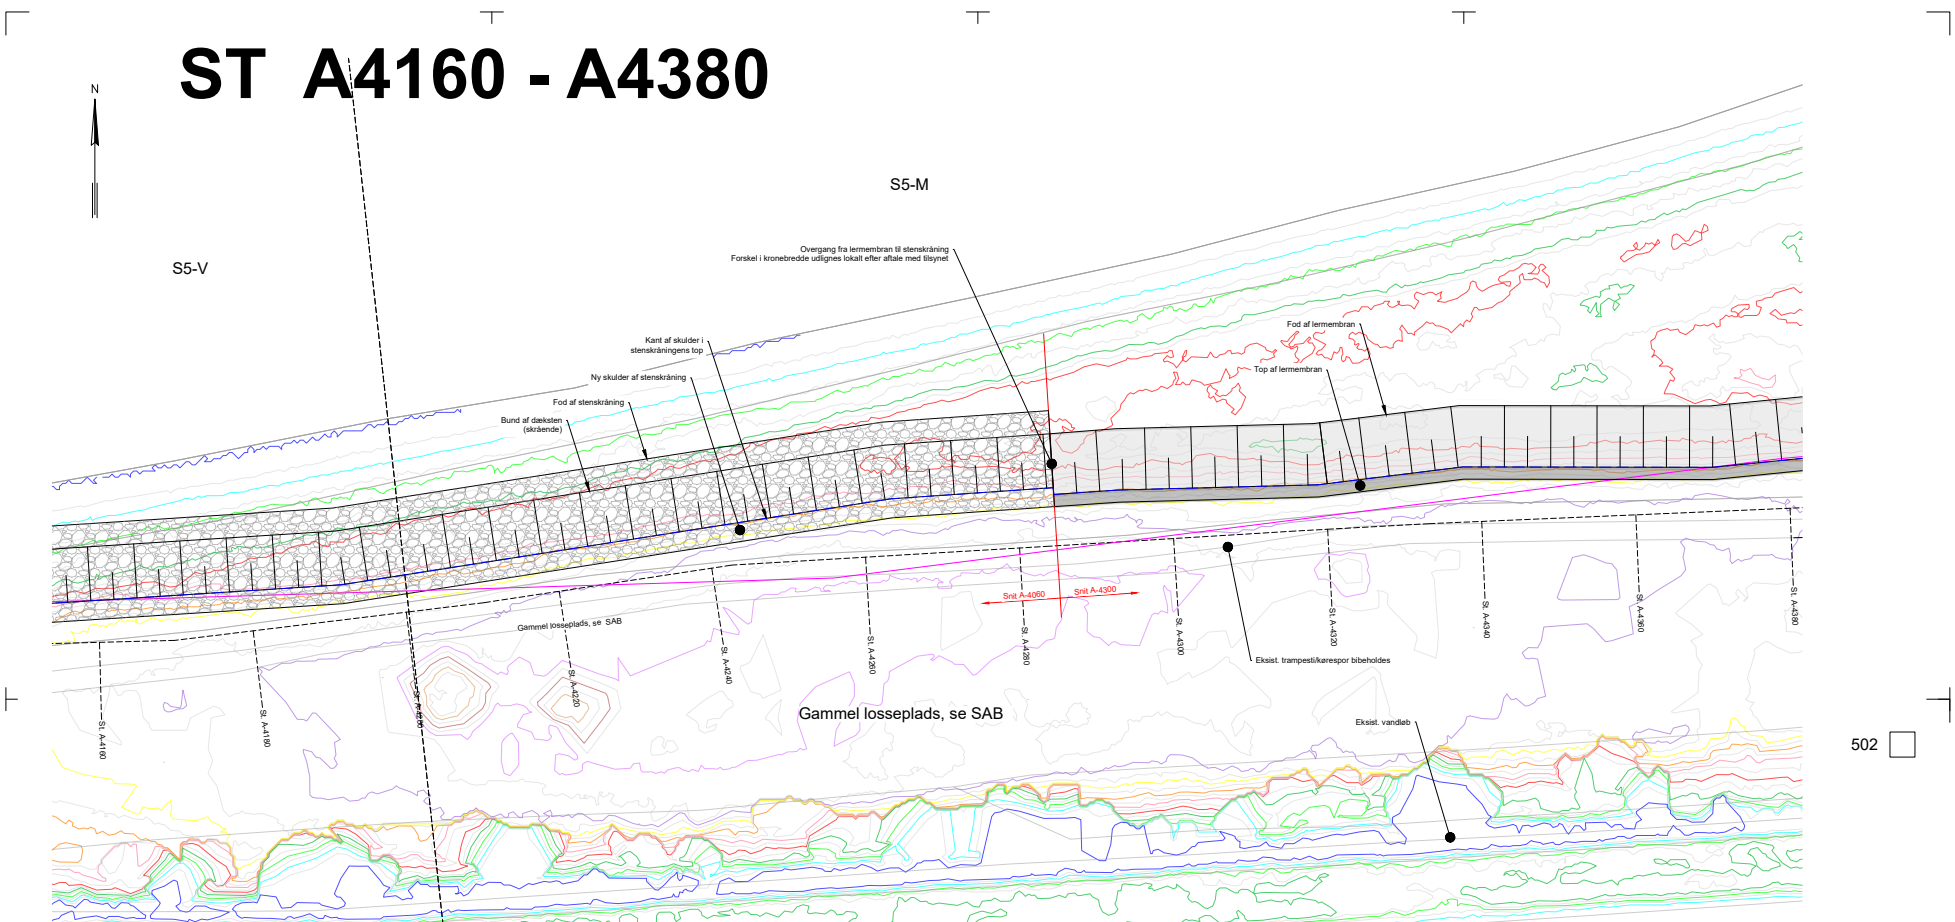 ST A4160 - A4380
N
S5-M
S5-V
Overgang fra lermembran til stenskråning
Forskel i kronebredde udlignes lokalt efter aftale med tilsynet
Kant af skulder i
stenskråningens top
Ny skulder af stenskråning
Fod af stenskråning
Bund af dæksten
(skrående)
Fod af lermembran
Top af lermembran
Snit A-4060
Snit A-4300
Gammel losseplads, se SAB
St. A-4160
St. A-4180
St. A-4200
St. A-4220
St. A-4240
St. A-4260
St. A-4280
St. A-4300
St. A-4320
St. A-4340
St. A-4360
St. A-4380
Eksist. trampesti/kørespor bibeholdes
Gammel losseplads, se SAB
Eksist. vandløb
502